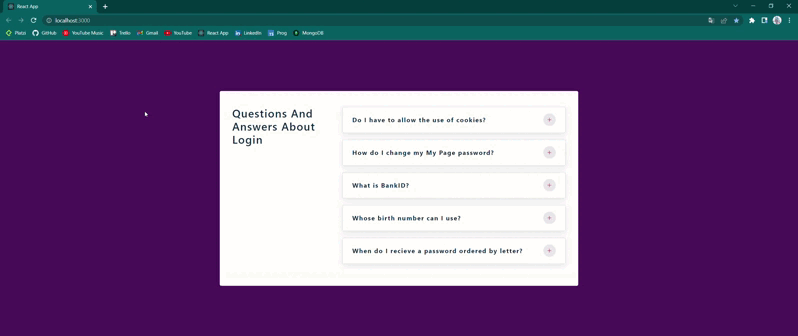 React App
localhost:3000
Platzi
GitHub
YouTube Music
Trello
Gmail
YouTube
React App
LinkedIn
Prog
MongoDB
Questions And
Answers About
Login
Do I have to allow the use of cookies?
How do I change my My Page password?
What is BankID?
Whose birth number can I use?
When do I recieve a password ordered by letter?